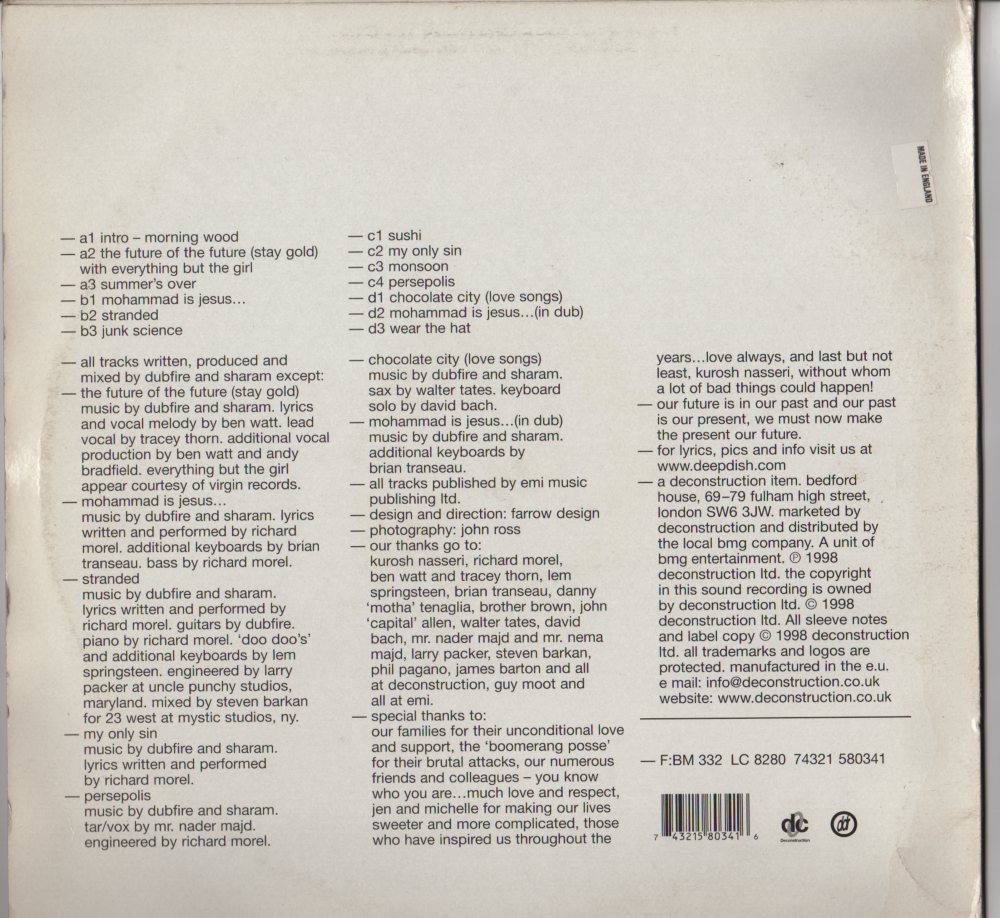 MADE IN ENGLAND
— a1 intro – morning wood
— a2 the future of the future (stay gold)
with everything but the girl
— a3 summer's over
— b1 mohammad is jesus...
— b2 stranded
— b3 junk science
— c1 sushi
— c2 my only sin
— c3 monsoon
— c4 persepolis
— d1 chocolate city (love songs)
— d2 mohammad is jesus...(in dub)
— d3 wear the hat
— all tracks written, produced and
mixed by dubfire and sharam except:
— the future of the future (stay gold)
music by dubfire and sharam. lyrics
and vocal melody by ben watt. lead
vocal by tracey thorn. additional vocal
production by ben watt and andy
bradfield. everything but the girl
appear courtesy of virgin records.
— mohammad is jesus...
music by dubfire and sharam. lyrics
written and performed by richard
morel. additional keyboards by brian
transeau. bass by richard morel.
— stranded
music by dubfire and sharam.
lyrics written and performed by
richard morel. guitars by dubfire.
piano by richard morel. 'doo doo's'
and additional keyboards by lem
springsteen. engineered by larry
packer at uncle punchy studios,
maryland. mixed by steven barkan
for 23 west at mystic studios, ny.
— my only sin
music by dubfire and sharam.
lyrics written and performed
by richard morel.
— persepolis
music by dubfire and sharam.
tar/vox by mr. nader majd.
engineered by richard morel.
— chocolate city (love songs)
music by dubfire and sharam.
sax by walter tates. keyboard
solo by david bach.
— mohammad is jesus...(in dub)
music by dubfire and sharam.
additional keyboards by
brian transeau.
— all tracks published by emi music
publishing ltd.
— design and direction: farrow design
— photography: john ross
— our thanks go to:
kurosh nasseri, richard morel,
ben watt and tracey thorn, lem
springsteen, brian transeau, danny
'motha' tenaglia, brother brown, john
'capital' allen, walter tates, david
bach, mr. nader majd and mr. nema
majd, larry packer, steven barkan,
phil pagano, james barton and all
at deconstruction, guy moot and
all at emi.
— special thanks to:
our families for their unconditional love
and support, the 'boomerang posse'
for their brutal attacks, our numerous
friends and colleagues – you know
who you are...much love and respect,
jen and michelle for making our lives
sweeter and more complicated, those
who have inspired us throughout the
years...love always, and last but not
least, kurosh nasseri, without whom
a lot of bad things could happen!
— our future is in our past and our past
is our present, we must now make
the present our future.
— for lyrics, pics and info visit us at
www.deepdish.com
— a deconstruction item. bedford
house, 69–79 fulham high street,
london SW6 3JW. marketed by
deconstruction and distributed by
the local bmg company. A unit of
bmg entertainment. ℗ 1998
deconstruction ltd. the copyright
in this sound recording is owned
by deconstruction ltd. © 1998
deconstruction ltd. All sleeve notes
and label copy © 1998 deconstruction
ltd. all trademarks and logos are
protected. manufactured in the e.u.
e mail: info@deconstruction.co.uk
website: www.deconstruction.co.uk
— F:BM 332 LC 8280 74321 580341
7 43215 80341 6
dc
Deconstruction
dd